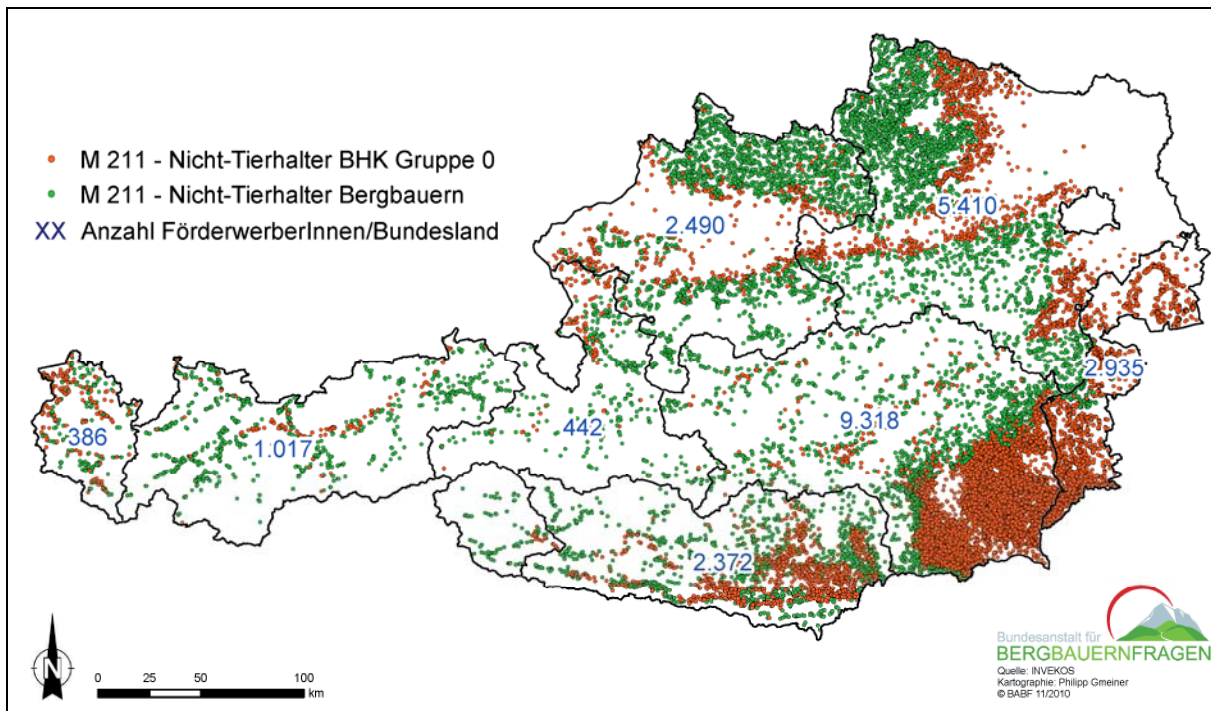 M 211 - Nicht-Tierhalter BHK Gruppe 0
M 211 - Nicht-Tierhalter Bergbauern
XX Anzahl FörderwerberInnen/Bundesland
5.410
2.490
2.935
386
1.017
442
9.318
2.372
N
0 25 50 100
km
Bundesanstalt für
BERGBAUERNFRAGEN
Quelle: INVEKOS
Kartographie: Philipp Gmeiner
© BABF 11/2010